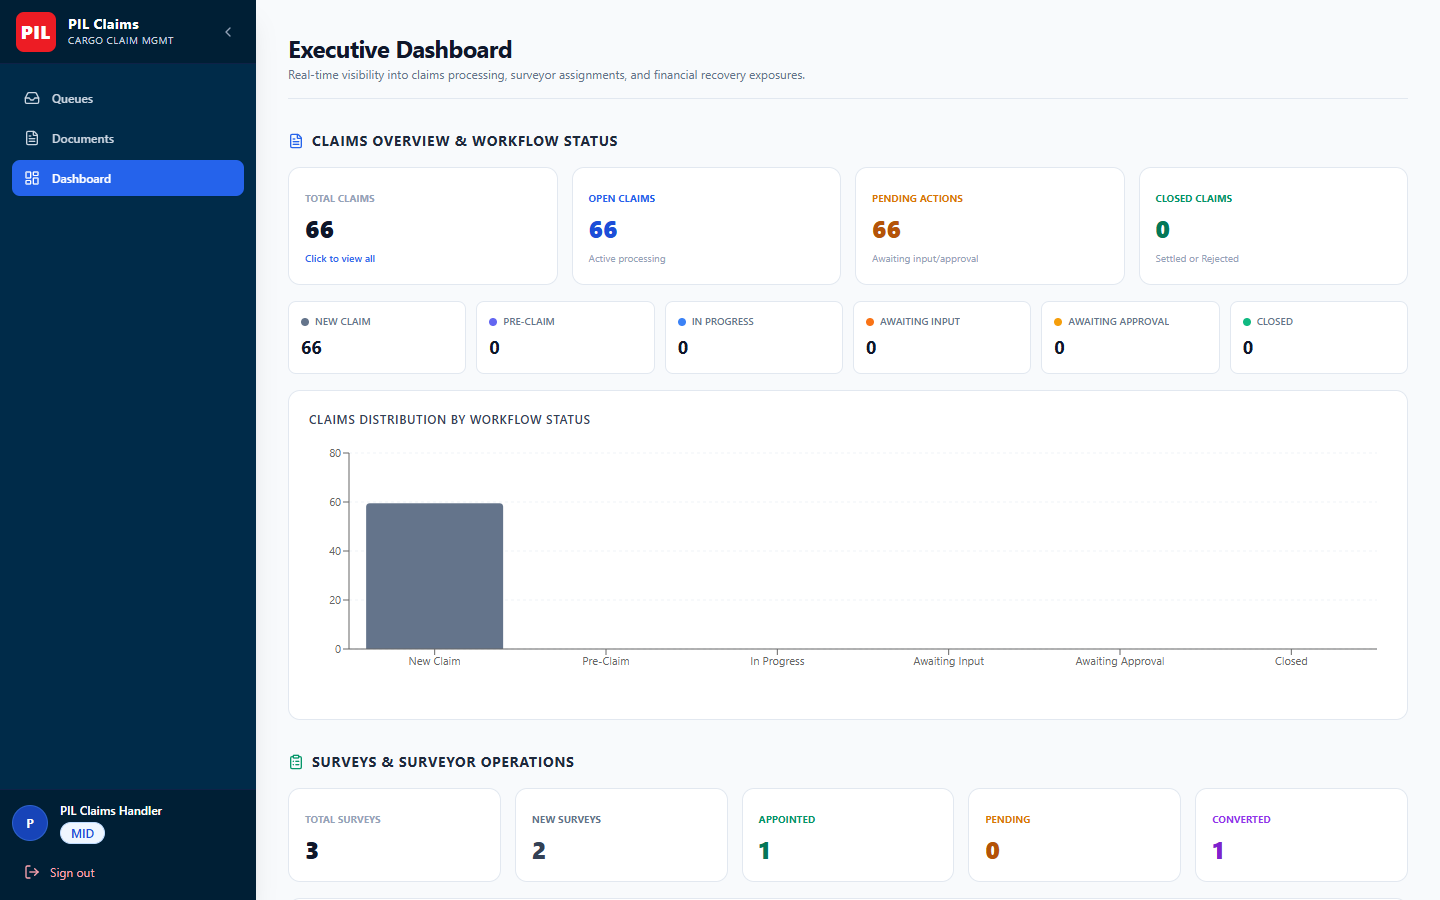 PIL
PIL Claims
CARGO CLAIM MGMT
Queues
Documents
Dashboard
Executive Dashboard
Real-time visibility into claims processing, surveyor assignments, and financial recovery exposures.
CLAIMS OVERVIEW & WORKFLOW STATUS
TOTAL CLAIMS
66
Click to view all
OPEN CLAIMS
66
Active processing
PENDING ACTIONS
66
Awaiting input/approval
CLOSED CLAIMS
0
Settled or Rejected
NEW CLAIM
66
PRE-CLAIM
0
IN PROGRESS
0
AWAITING INPUT
0
AWAITING APPROVAL
0
CLOSED
0
CLAIMS DISTRIBUTION BY WORKFLOW STATUS
80
60
40
20
0
New Claim
Pre-Claim
In Progress
Awaiting Input
Awaiting Approval
Closed
SURVEYS & SURVEYOR OPERATIONS
TOTAL SURVEYS
3
NEW SURVEYS
2
APPOINTED
1
PENDING
0
CONVERTED
1
P
PIL Claims Handler
MID
Sign out